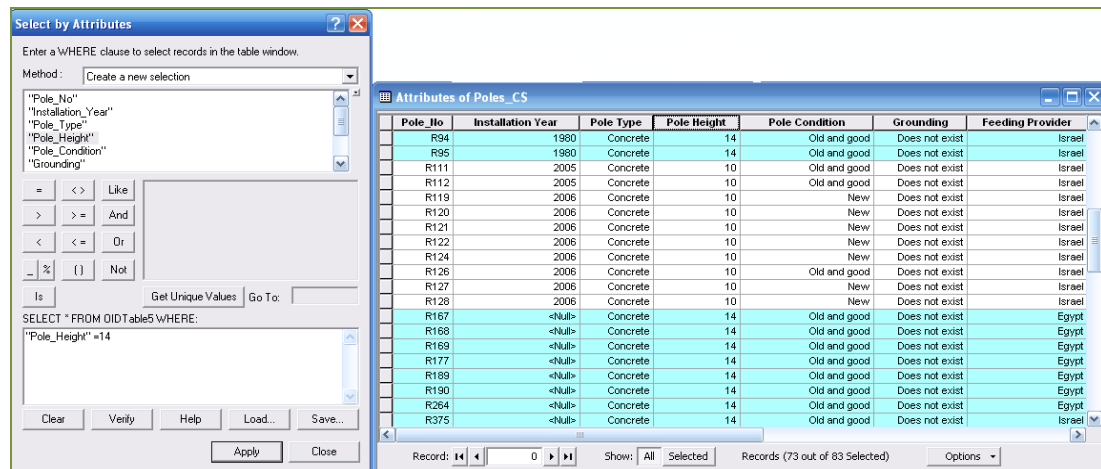 Select by Attributes
Enter a WHERE clause to select records in the table window.
Method : Create a new selection
"Pole_No"
"Installation_Year"
"Pole_Type"
"Pole_Height"
"Pole_Condition"
"Grounding"
= < > Like
> > = And
< < = Or
_ % ( ) Not
Is Get Unique Values Go To:
SELECT * FROM OIDTable5 WHERE:
"Pole_Height" =14
Clear Verify Help Load... Save...
Apply Close
Attributes of Poles_CS
Pole_No Installation Year Pole Type Pole Height Pole Condition Grounding Feeding Provider
R94 1980 Concrete 14 Old and good Does not exist Israel
R95 1980 Concrete 14 Old and good Does not exist Israel
R111 2005 Concrete 10 Old and good Does not exist Israel
R112 2005 Concrete 10 Old and good Does not exist Israel
R119 2006 Concrete 10 New Does not exist Israel
R120 2006 Concrete 10 New Does not exist Israel
R121 2006 Concrete 10 New Does not exist Israel
R122 2006 Concrete 10 New Does not exist Israel
R124 2006 Concrete 10 New Does not exist Israel
R126 2006 Concrete 10 Old and good Does not exist Israel
R127 2006 Concrete 10 New Does not exist Israel
R128 2006 Concrete 10 New Does not exist Israel
R167 <Null> Concrete 14 Old and good Does not exist Egypt
R168 <Null> Concrete 14 Old and good Does not exist Egypt
R169 <Null> Concrete 14 Old and good Does not exist Egypt
R177 <Null> Concrete 14 Old and good Does not exist Egypt
R189 <Null> Concrete 14 Old and good Does not exist Egypt
R190 <Null> Concrete 14 Old and good Does not exist Egypt
R264 <Null> Concrete 14 Old and good Does not exist Egypt
R375 <Null> Concrete 14 Old and good Does not exist Israel
Record: 0 Show: All Selected Records (73 out of 83 Selected) Options